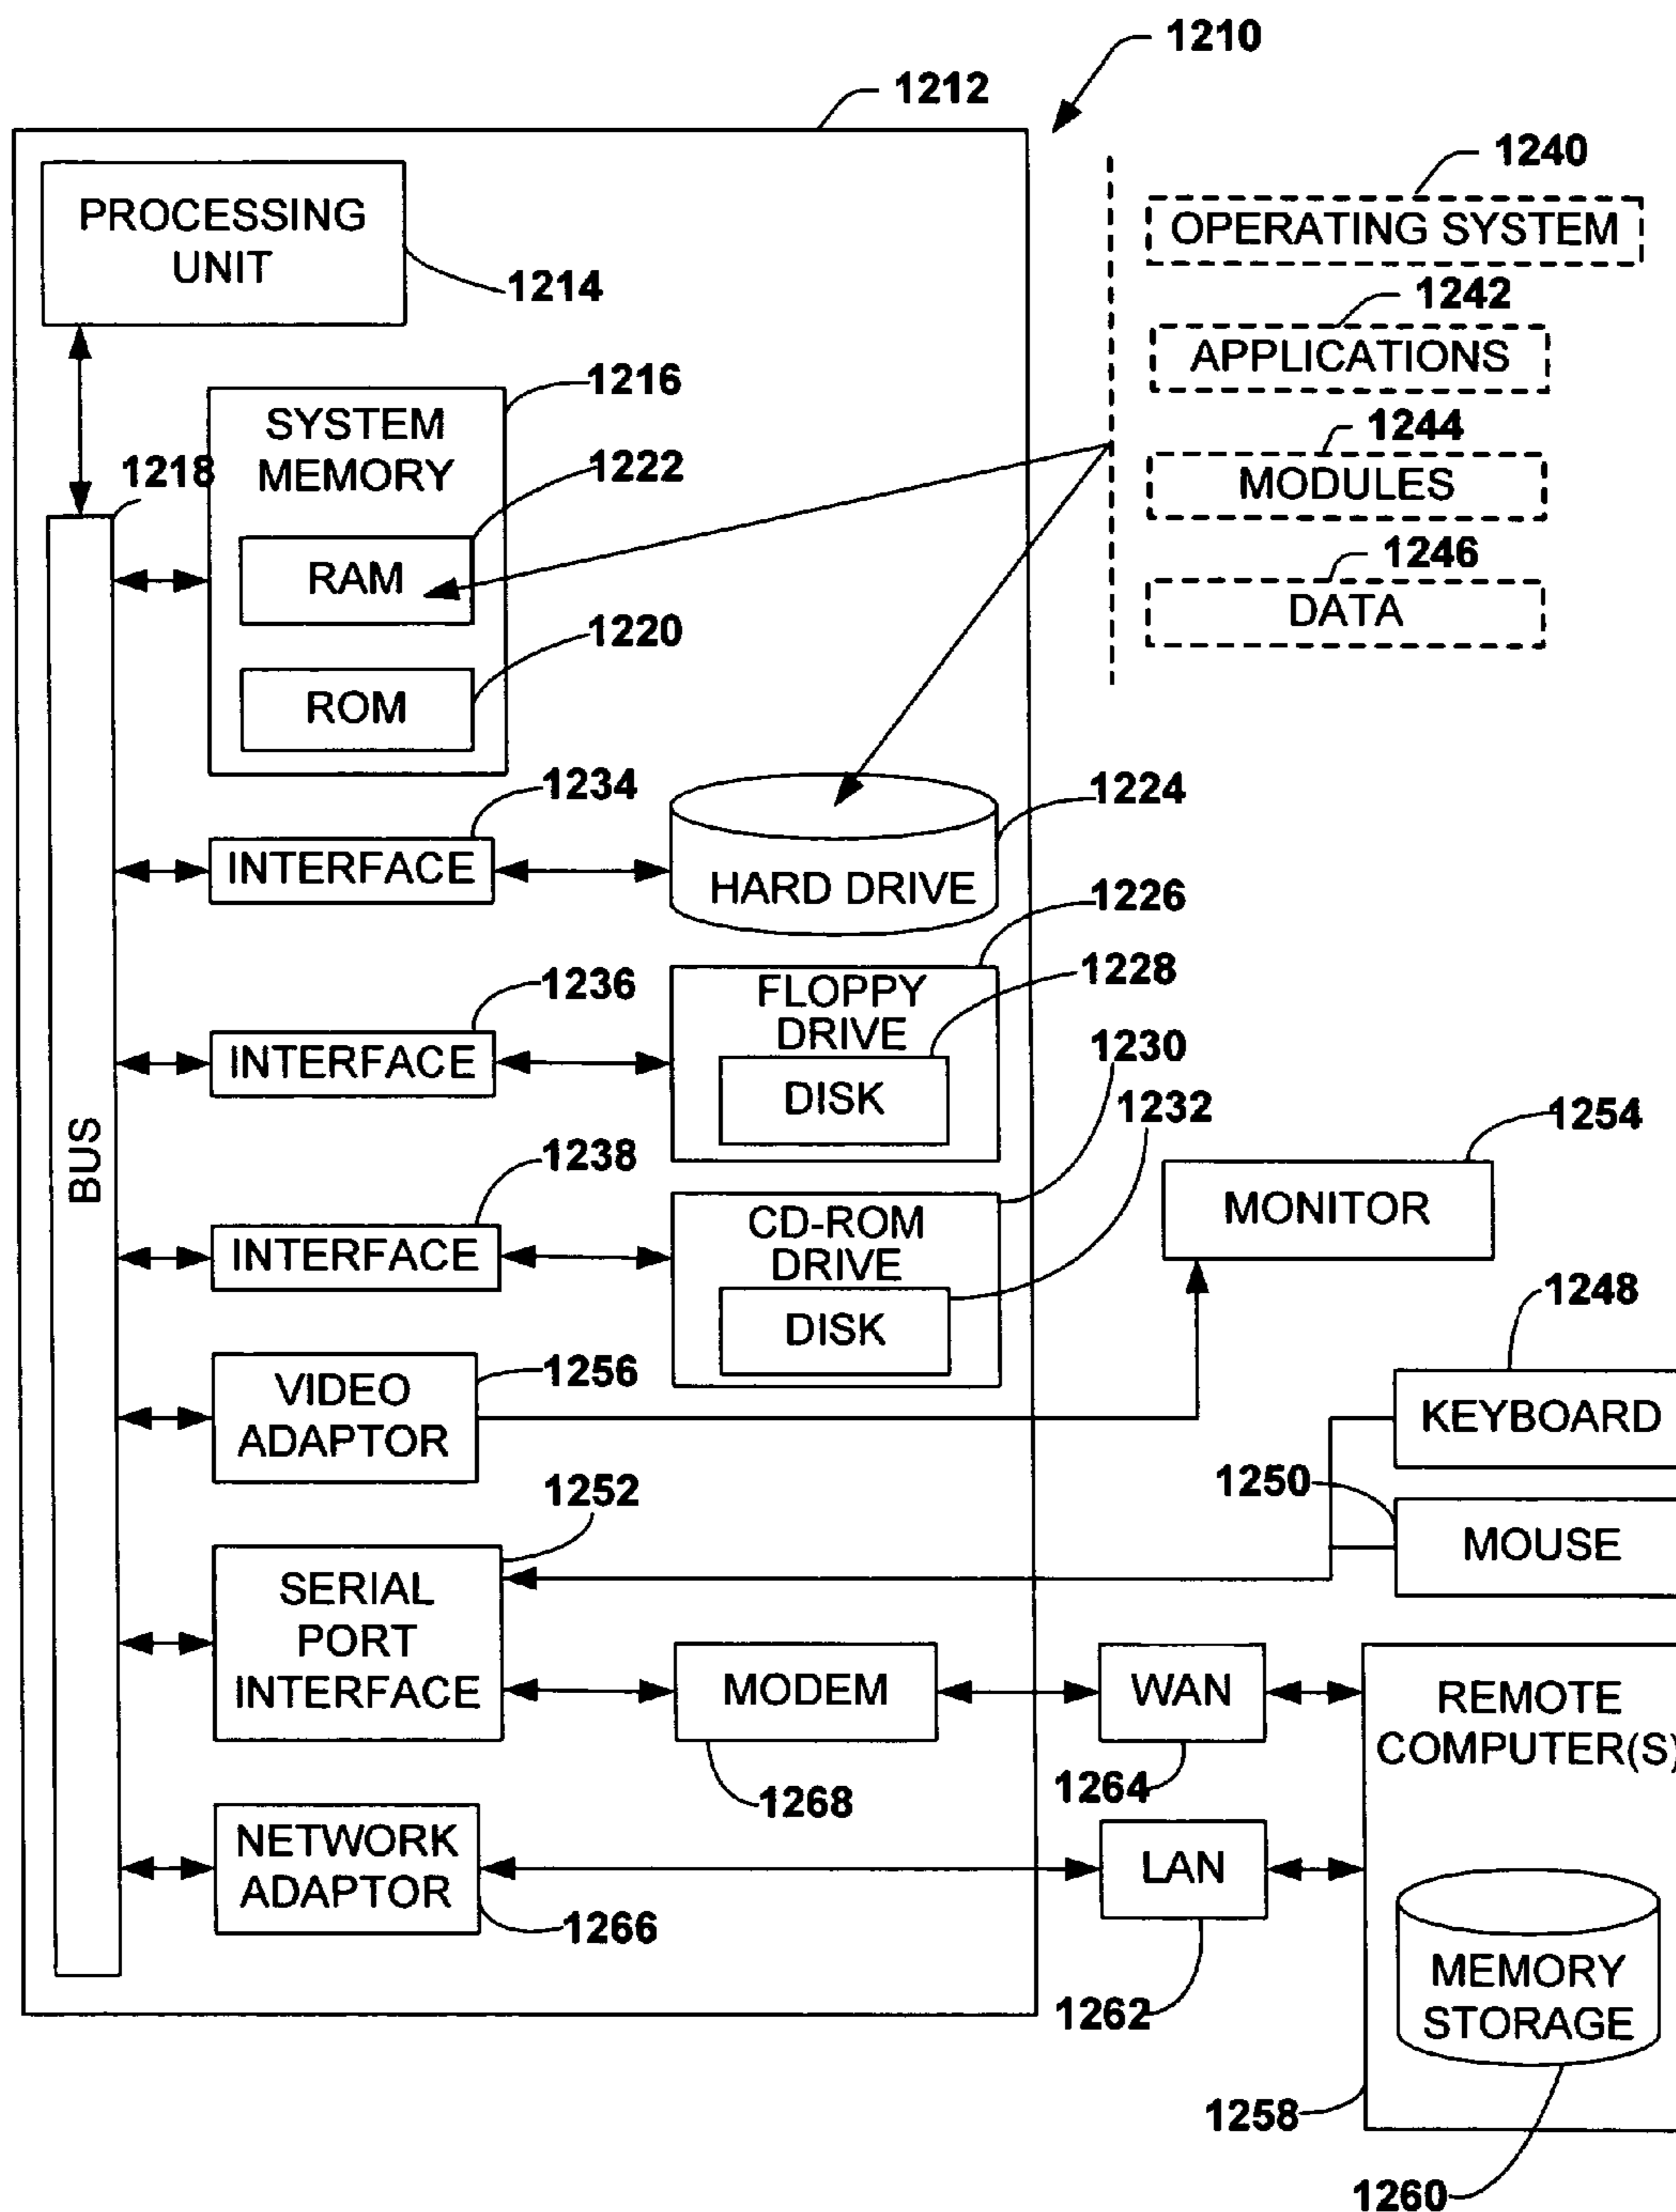 1210
1212
PROCESSING
UNIT
1214
1240
OPERATING SYSTEM
1242
APPLICATIONS
1244
MODULES
1246
DATA
1216
SYSTEM
MEMORY
1218
1222
RAM
1220
ROM
1234
INTERFACE
1224
HARD DRIVE
1226
1236
INTERFACE
FLOPPY
DRIVE
1228
DISK
1230
1232
BUS
1238
INTERFACE
CD-ROM
DRIVE
DISK
1254
MONITOR
1248
KEYBOARD
1256
VIDEO
ADAPTOR
1250
MOUSE
1252
SERIAL
PORT
INTERFACE
MODEM
1268
WAN
1264
REMOTE
COMPUTER(S)
NETWORK
ADAPTOR
1266
LAN
1262
MEMORY
STORAGE
1258
1260